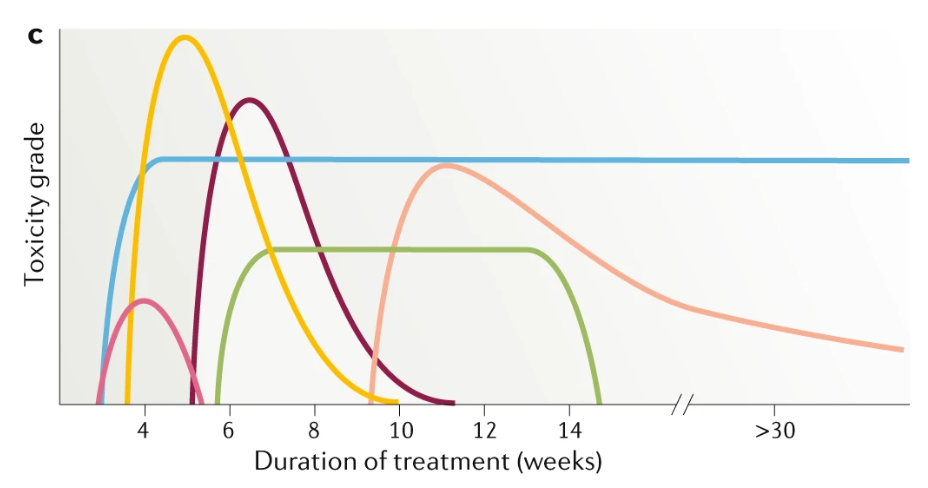 c
Toxicity grade
4 6 8 10 12 14 >30
Duration of treatment (weeks)